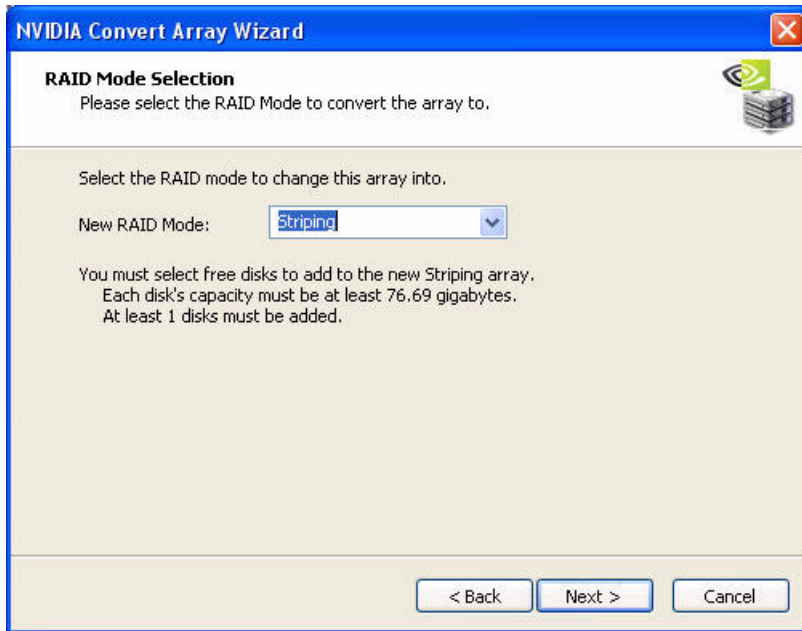 NVIDIA Convert Array Wizard
RAID Mode Selection
Please select the RAID Mode to convert the array to.
Select the RAID mode to change this array into.
New RAID Mode: Striping
You must select free disks to add to the new Striping array.
Each disk's capacity must be at least 76.69 gigabytes.
At least 1 disks must be added.
< Back Next > Cancel